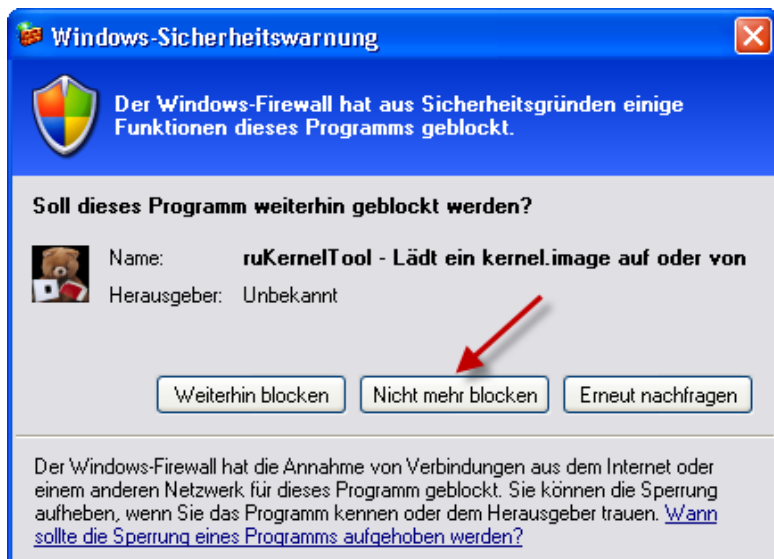 Windows-Sicherheitswarnung
Der Windows-Firewall hat aus Sicherheitsgründen einige
Funktionen dieses Programms geblockt.
Soll dieses Programm weiterhin geblockt werden?
Name: ruKernelTool - Lädt ein kernel.image auf oder von
Herausgeber: Unbekannt
Weiterhin blocken Nicht mehr blocken Erneut nachfragen
Der Windows-Firewall hat die Annahme von Verbindungen aus dem Internet oder
einem anderen Netzwerk für dieses Programm geblockt. Sie können die Sperrung
aufheben, wenn Sie das Programm kennen oder dem Herausgeber trauen. Wann
sollte die Sperrung eines Programms aufgehoben werden?